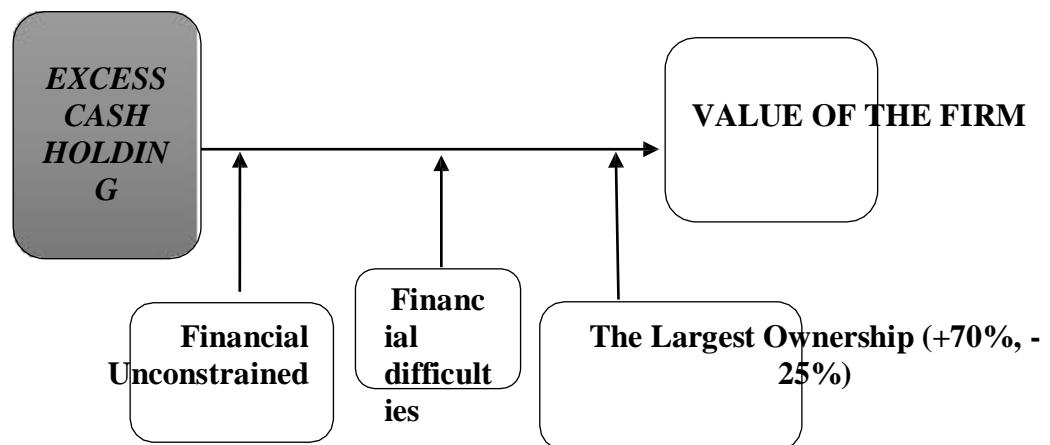 EXCESS
CASH
HOLDIN
G
VALUE OF THE FIRM
Financial
Unconstrained
Financ
ial
difficult
ies
The Largest Ownership (+70%, -
25%)